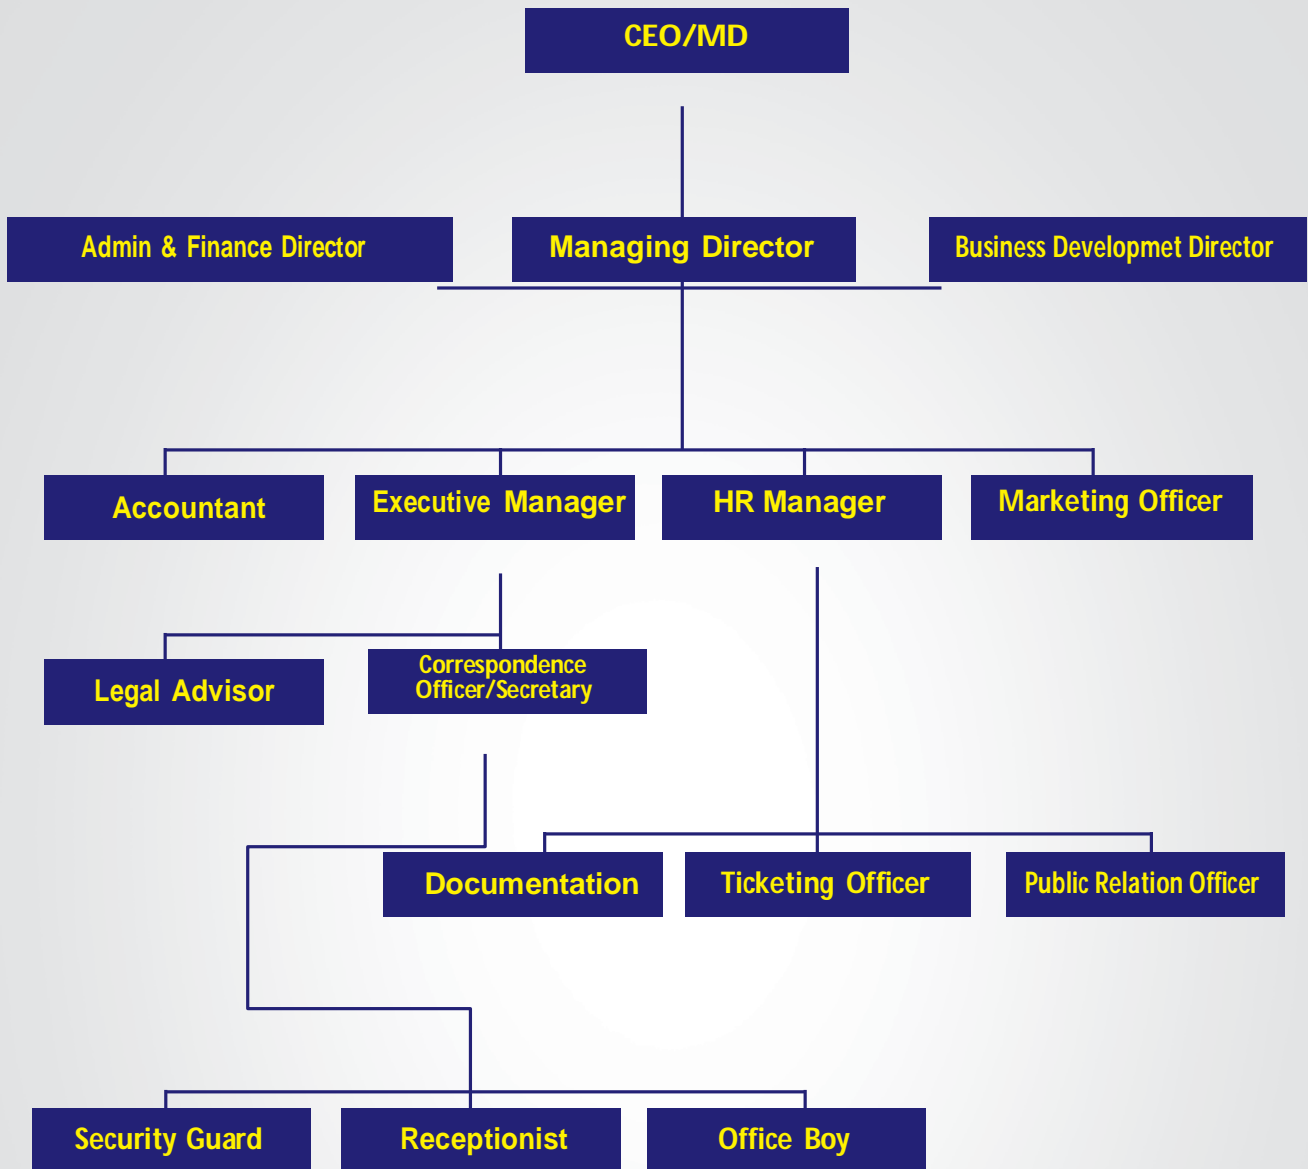 CEO/MD
Admin & Finance Director
Managing Director
Business Developmet Director
Accountant
Executive Manager
HR Manager
Marketing Officer
Legal Advisor
Correspondence
Officer/Secretary
Documentation
Ticketing Officer
Public Relation Officer
Security Guard
Receptionist
Office Boy